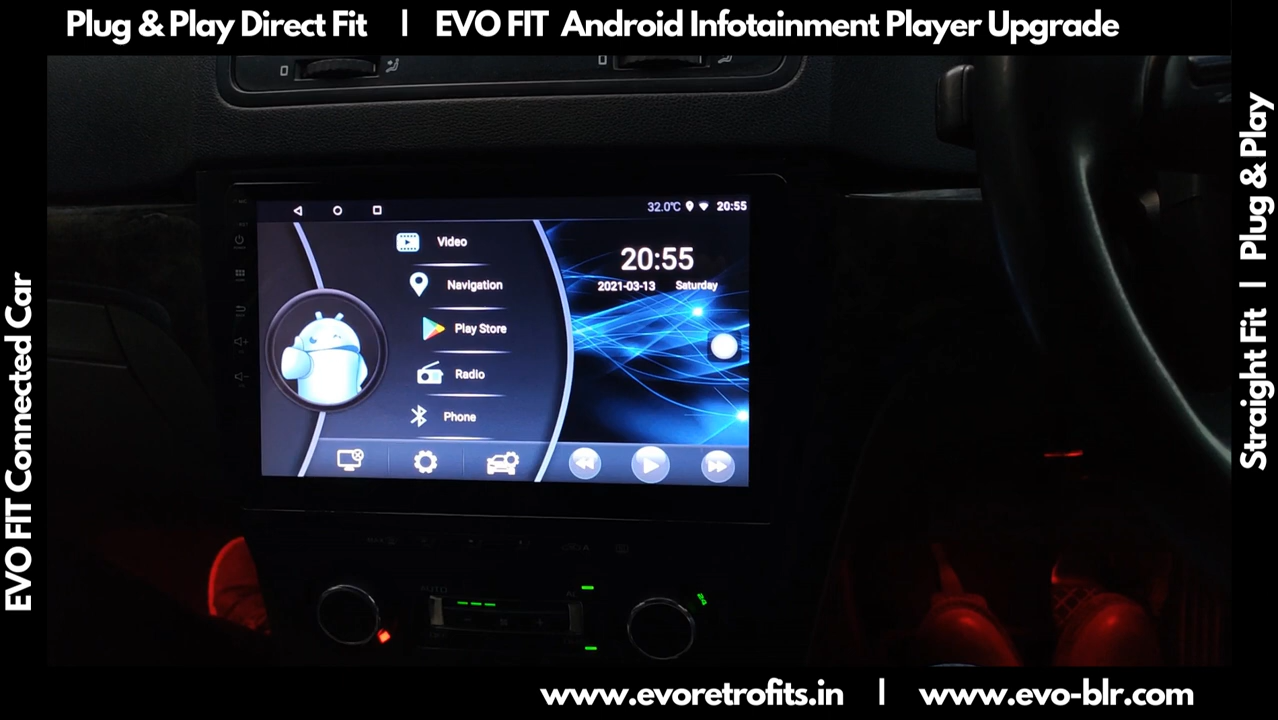 Plug & Play Direct Fit | EVO FIT Android Infotainment Player Upgrade
EVO FIT Connected Car
Straight Fit | Plug & Play
32.0℃ 20:55
Video
Navigation
Play Store
Radio
Phone
20:55
2021-03-13 Saturday
AUTO
24
www.evoretrofits.in | www.evo-blr.com